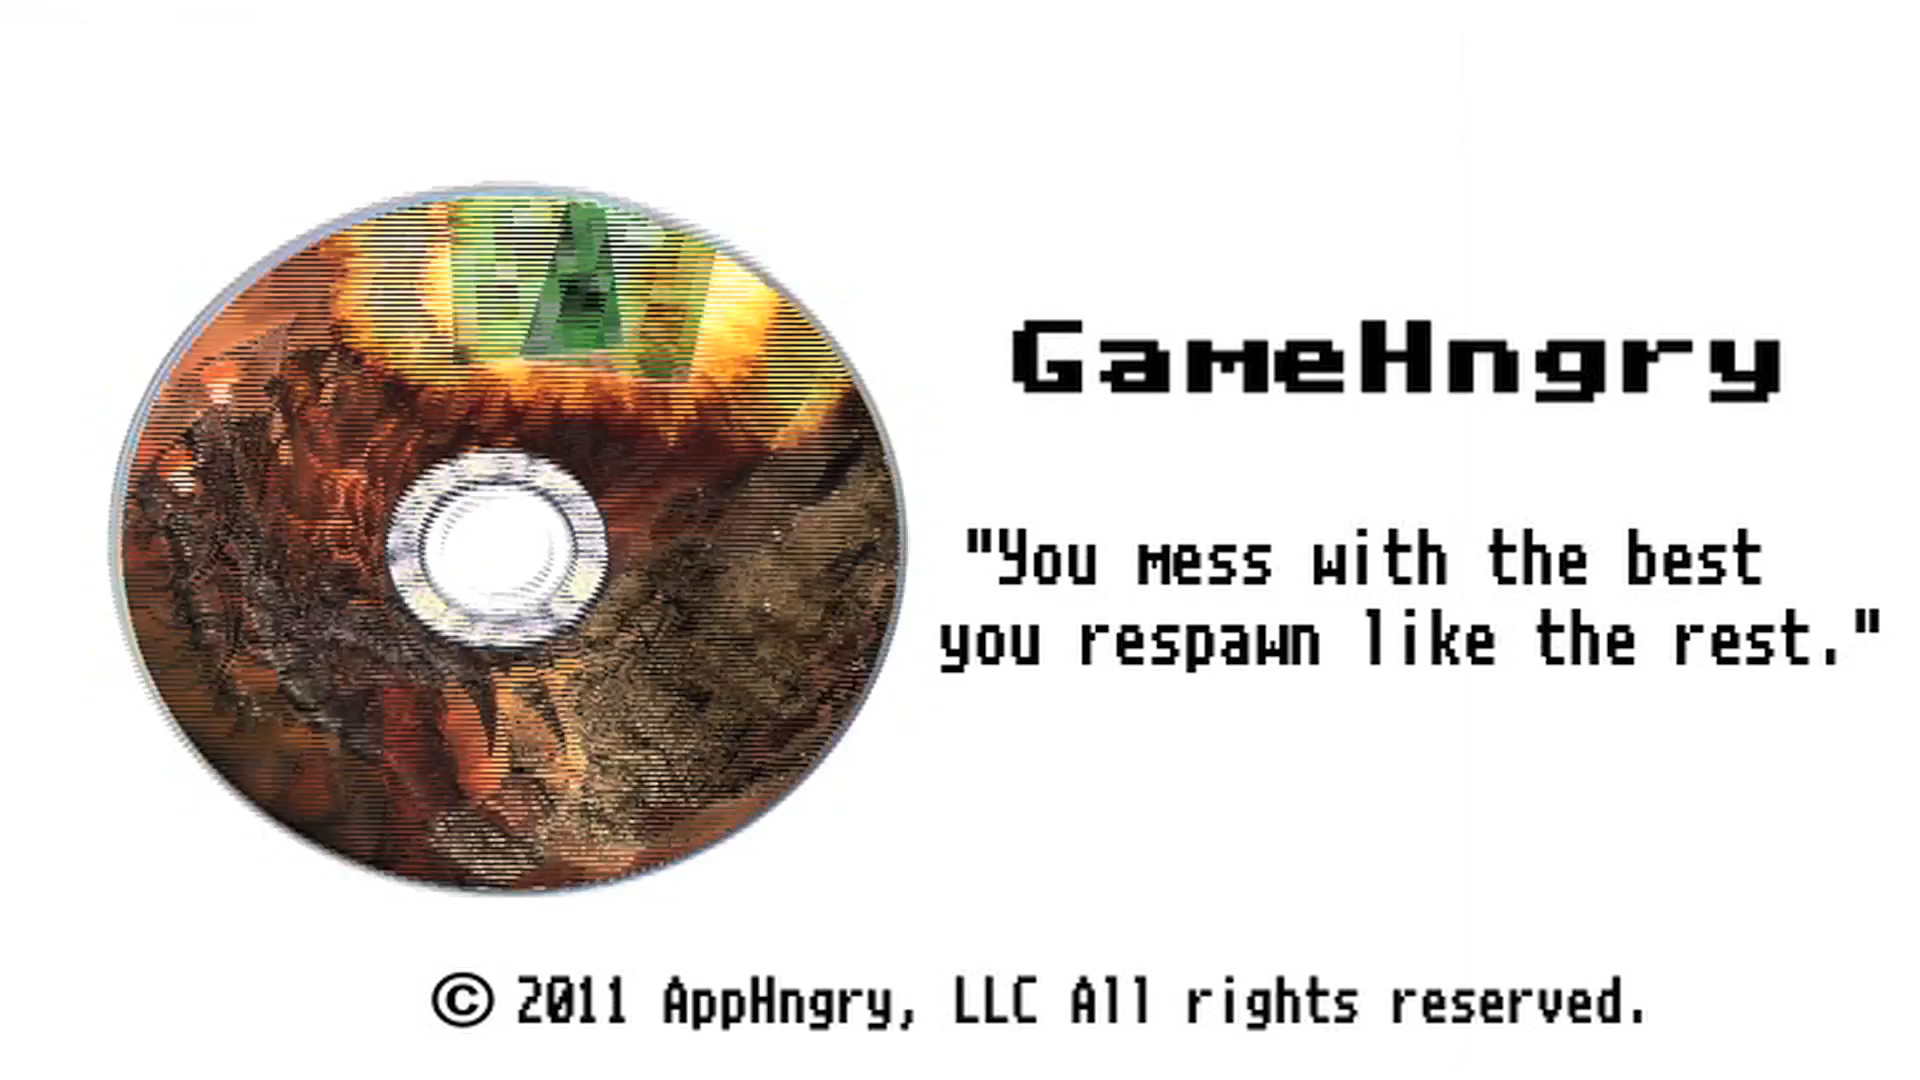 GameHngry
"You mess with the best
you respawn like the rest."
© 2011 AppHngry, LLC All rights reserved.